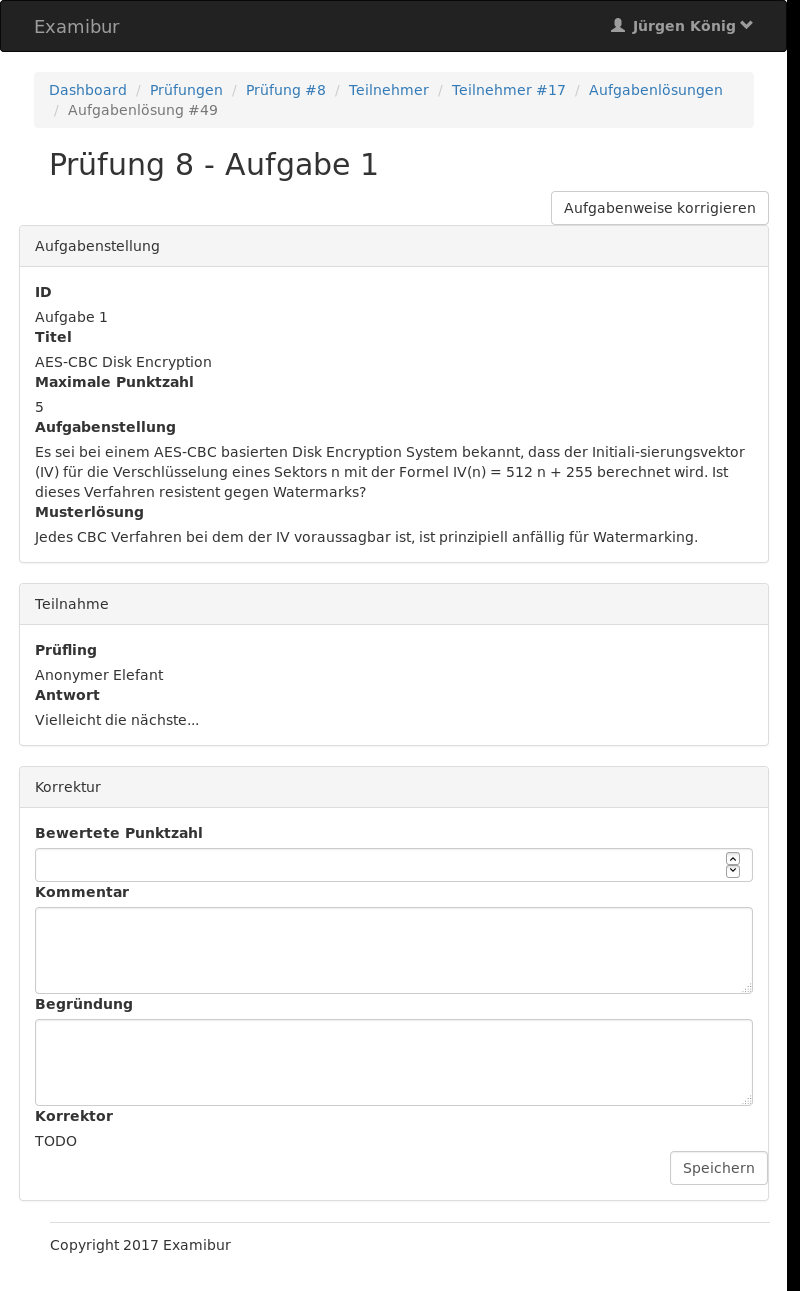 Examibur
Jürgen König
Dashboard / Prüfungen / Prüfung #8 / Teilnehmer / Teilnehmer #17 / Aufgabenlösungen
/ Aufgabenlösung #49
Prüfung 8 - Aufgabe 1
Aufgabenweise korrigieren
Aufgabenstellung
ID
Aufgabe 1
Titel
AES-CBC Disk Encryption
Maximale Punktzahl
5
Aufgabenstellung
Es sei bei einem AES-CBC basierten Disk Encryption System bekannt, dass der Initiali-sierungsvektor
(IV) für die Verschlüsselung eines Sektors n mit der Formel IV(n) = 512 n + 255 berechnet wird. Ist
dieses Verfahren resistent gegen Watermarks?
Musterlösung
Jedes CBC Verfahren bei dem der IV voraussagbar ist, ist prinzipiell anfällig für Watermarking.
Teilnahme
Prüfling
Anonymer Elefant
Antwort
Vielleicht die nächste...
Korrektur
Bewertete Punktzahl
Kommentar
Begründung
Korrektor
TODO
Speichern
Copyright 2017 Examibur